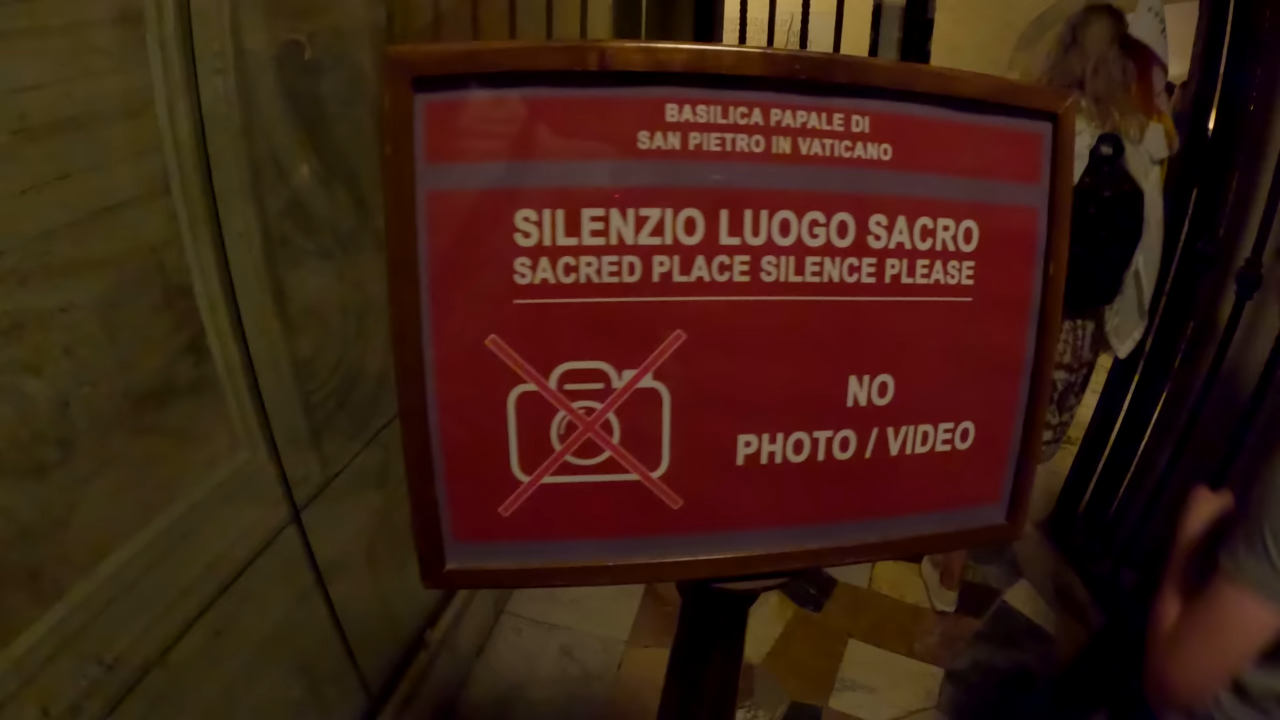 BASILICA PAPALE DI
SAN PIETRO IN VATICANO
SILENZIO LUOGO SACRO
SACRED PLACE SILENCE PLEASE
NO
PHOTO / VIDEO